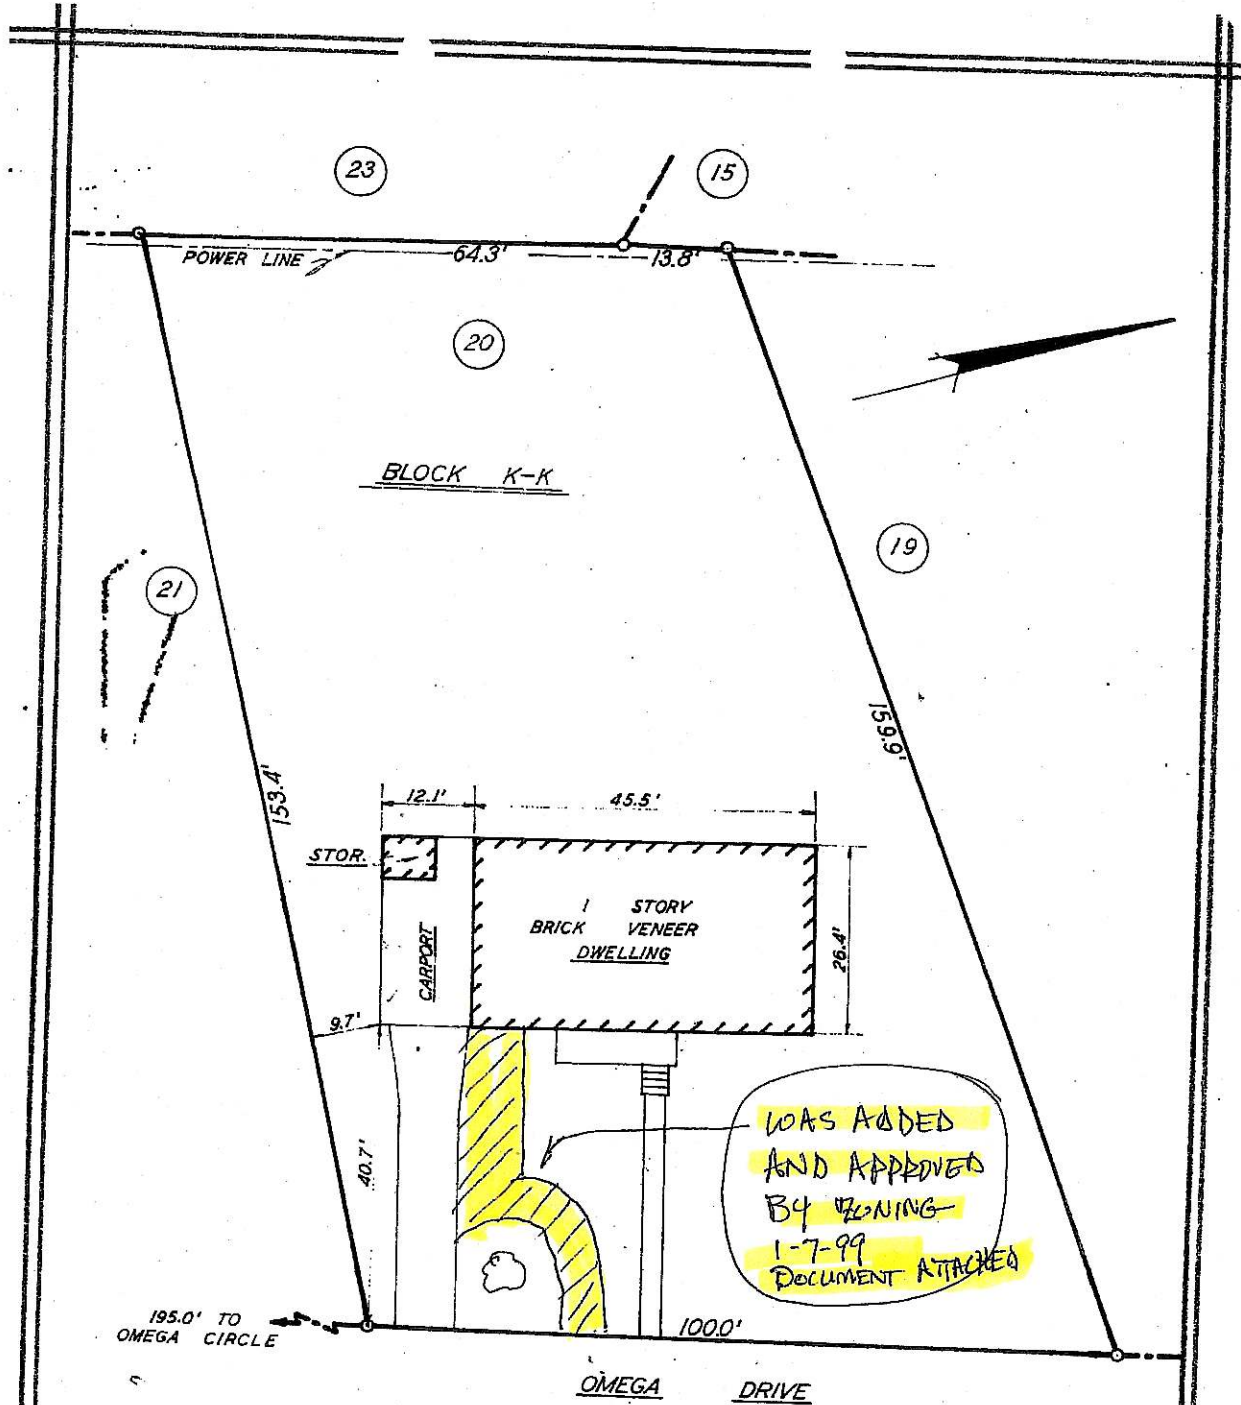 23
15
POWER LINE
64.3'
13.8'
20
BLOCK K-K
19
21
159.9'
153.4'
12.1'
45.5'
STOR.
1 STORY
BRICK VENEER
DWELLING
26.4'
CARPORT
9.7'
40.7'
WAS ADDED
AND APPROVED
BY ZONING
1-7-99
DOCUMENT ATTACHED
195.0' TO
OMEGA CIRCLE
100.0'
OMEGA DRIVE